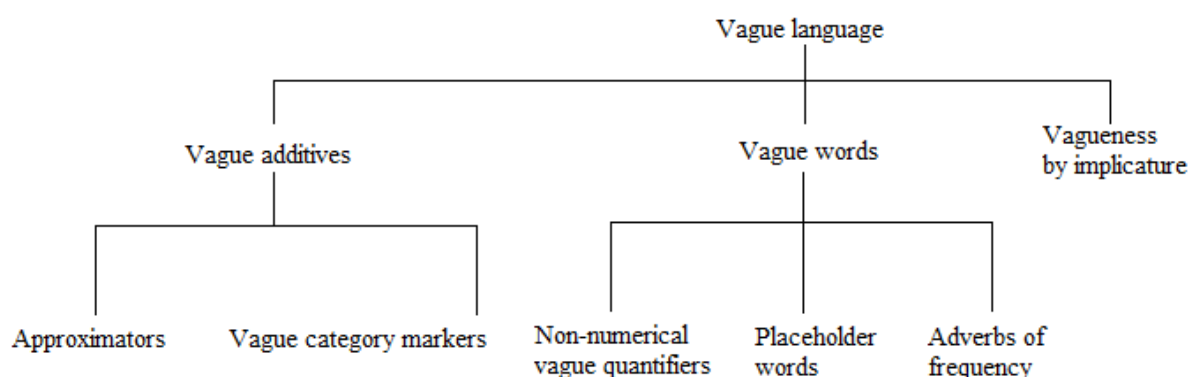 Vague language
Vague additives
Vague words
Vagueness
by implicature
Approximators
Vague category markers
Non-numerical
vague quantifiers
Placeholder
words
Adverbs of
frequency